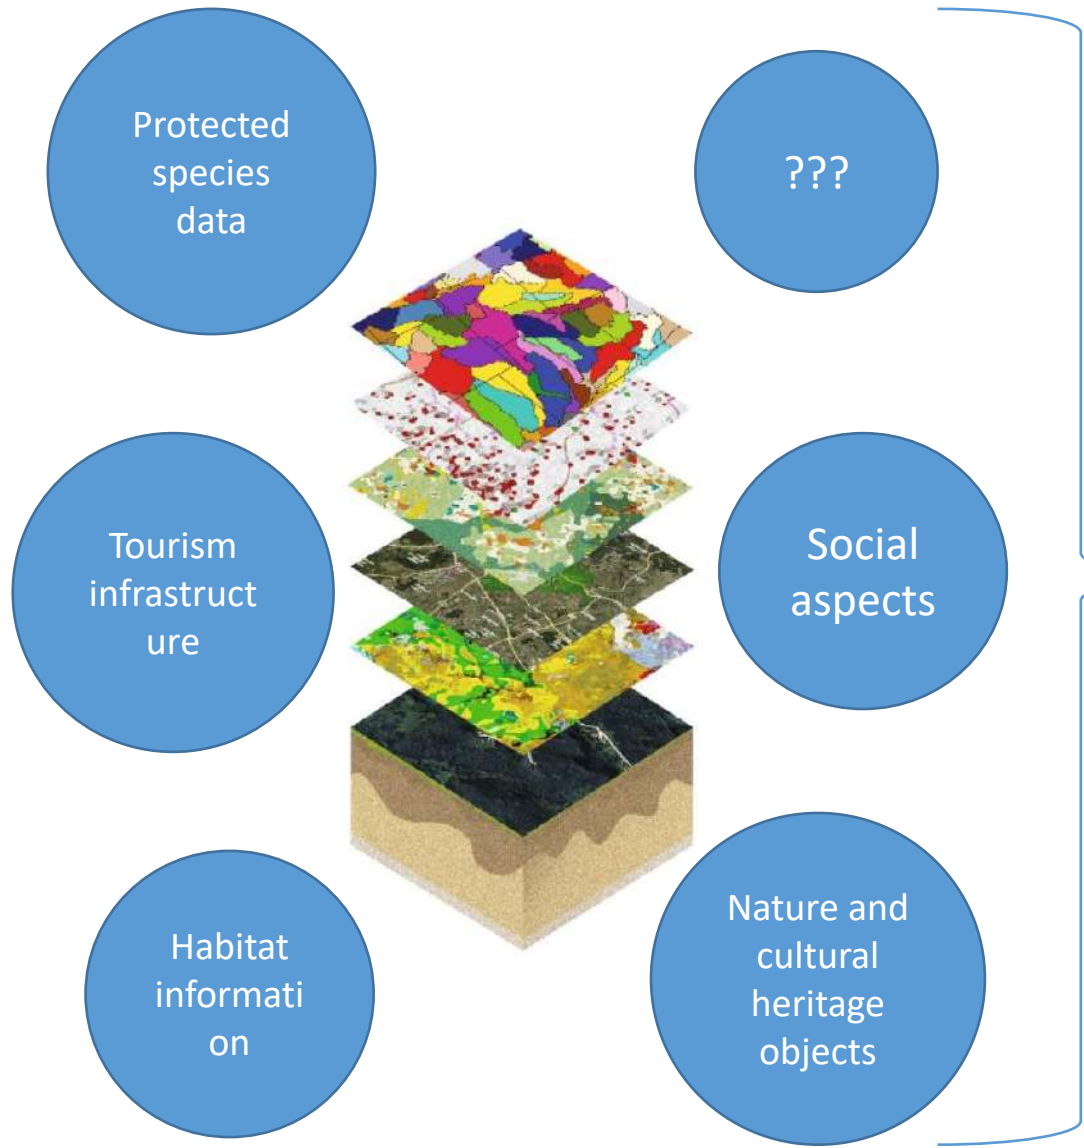 Protected
species
data
???
Tourism
infrastruct
ure
Social
aspects
Habitat
informati
on
Nature and
cultural
heritage
objects